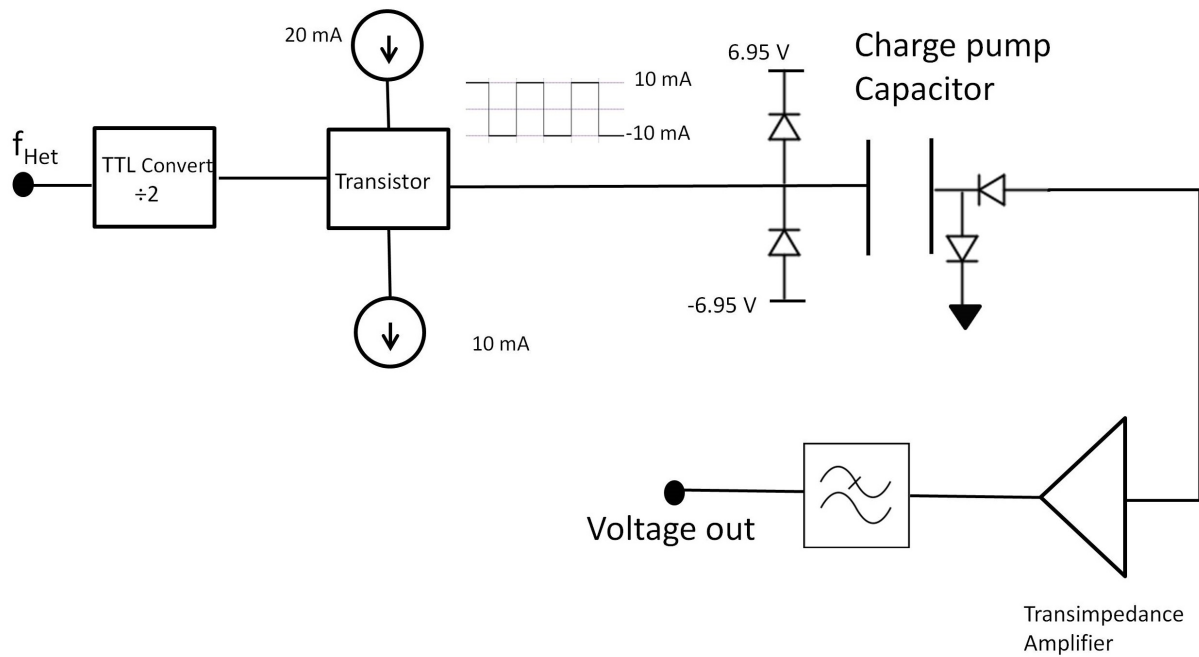 20 mA
6.95 V
Charge pump
Capacitor
10 mA
-10 mA
fHet
TTL Convert
÷2
Transistor
-6.95 V
10 mA
Voltage out
Transimpedance
Amplifier